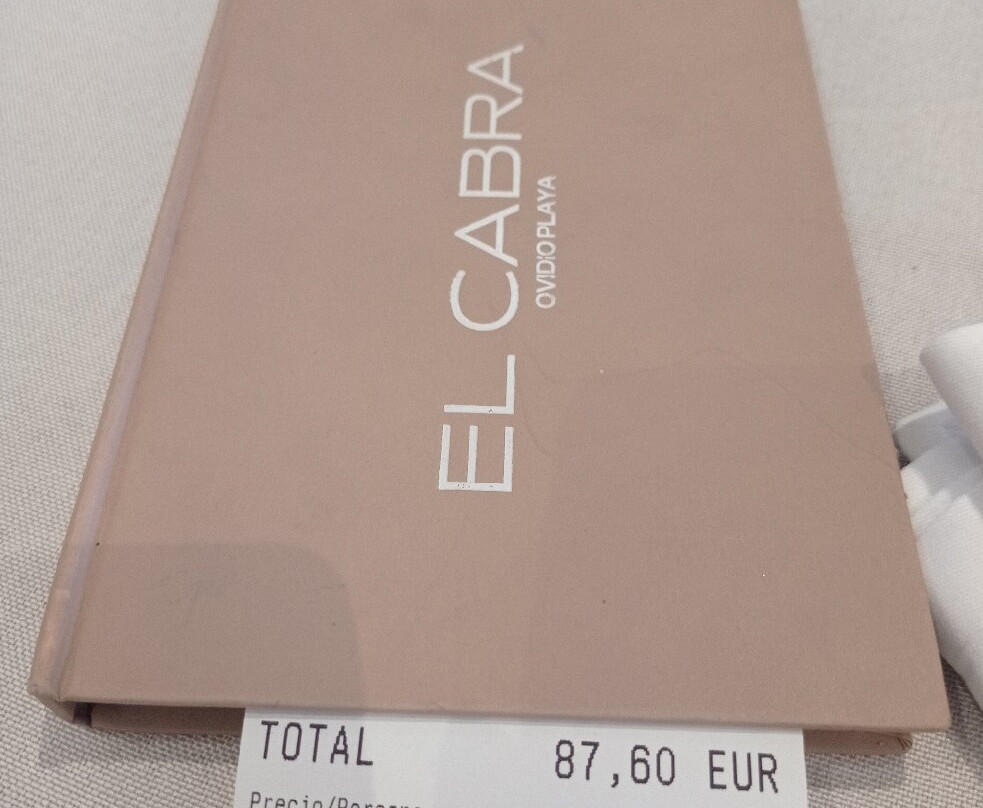 EL CABRA
OVIDIO PLAYA
TOTAL 87,60 EUR